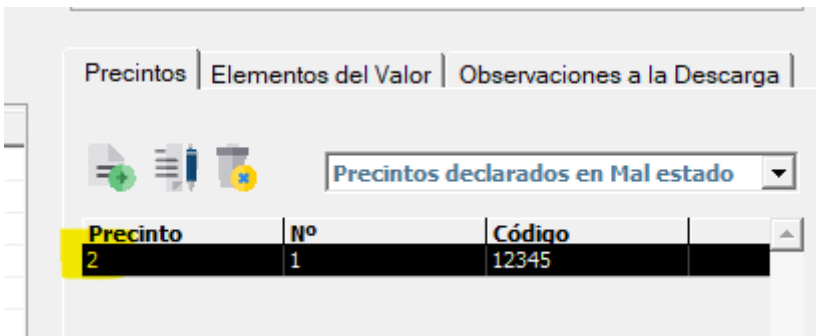 Precintos Elementos del Valor Observaciones a la Descarga
Precintos declarados en Mal estado
Precinto Nº Código
2 1 12345